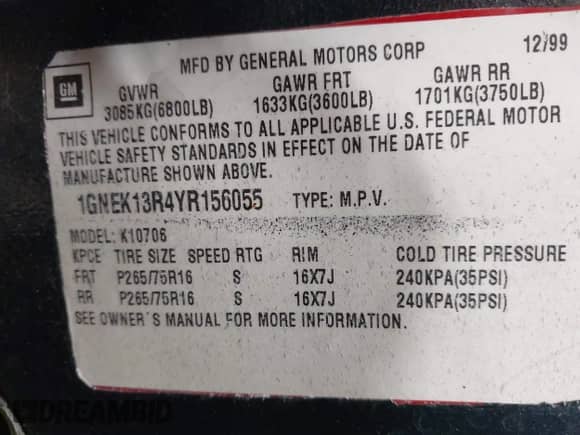 MFD BY GENERAL MOTORS CORP 12/99
GM
GVWR GAWR FRT GAWR RR
3085KG(6800LB) 1633KG(3600LB) 1701KG(3750LB)
THIS VEHICLE CONFORMS TO ALL APPLICABLE U.S. FEDERAL MOTOR
VEHICLE SAFETY STANDARDS IN EFFECT ON THE DATE OF
MANUFACTURE SHOWN ABOVE.
1GNEK13R4YR156055 TYPE: M.P.V.
MODEL: K10706
KPCE TIRE SIZE SPEED RTG RIM COLD TIRE PRESSURE
FRT P265/75R16 S 16X7J 240KPA(35PSI)
RR P265/75R16 S 16X7J 240KPA(35PSI)
SEE OWNER'S MANUAL FOR MORE INFORMATION.
DREAMBID